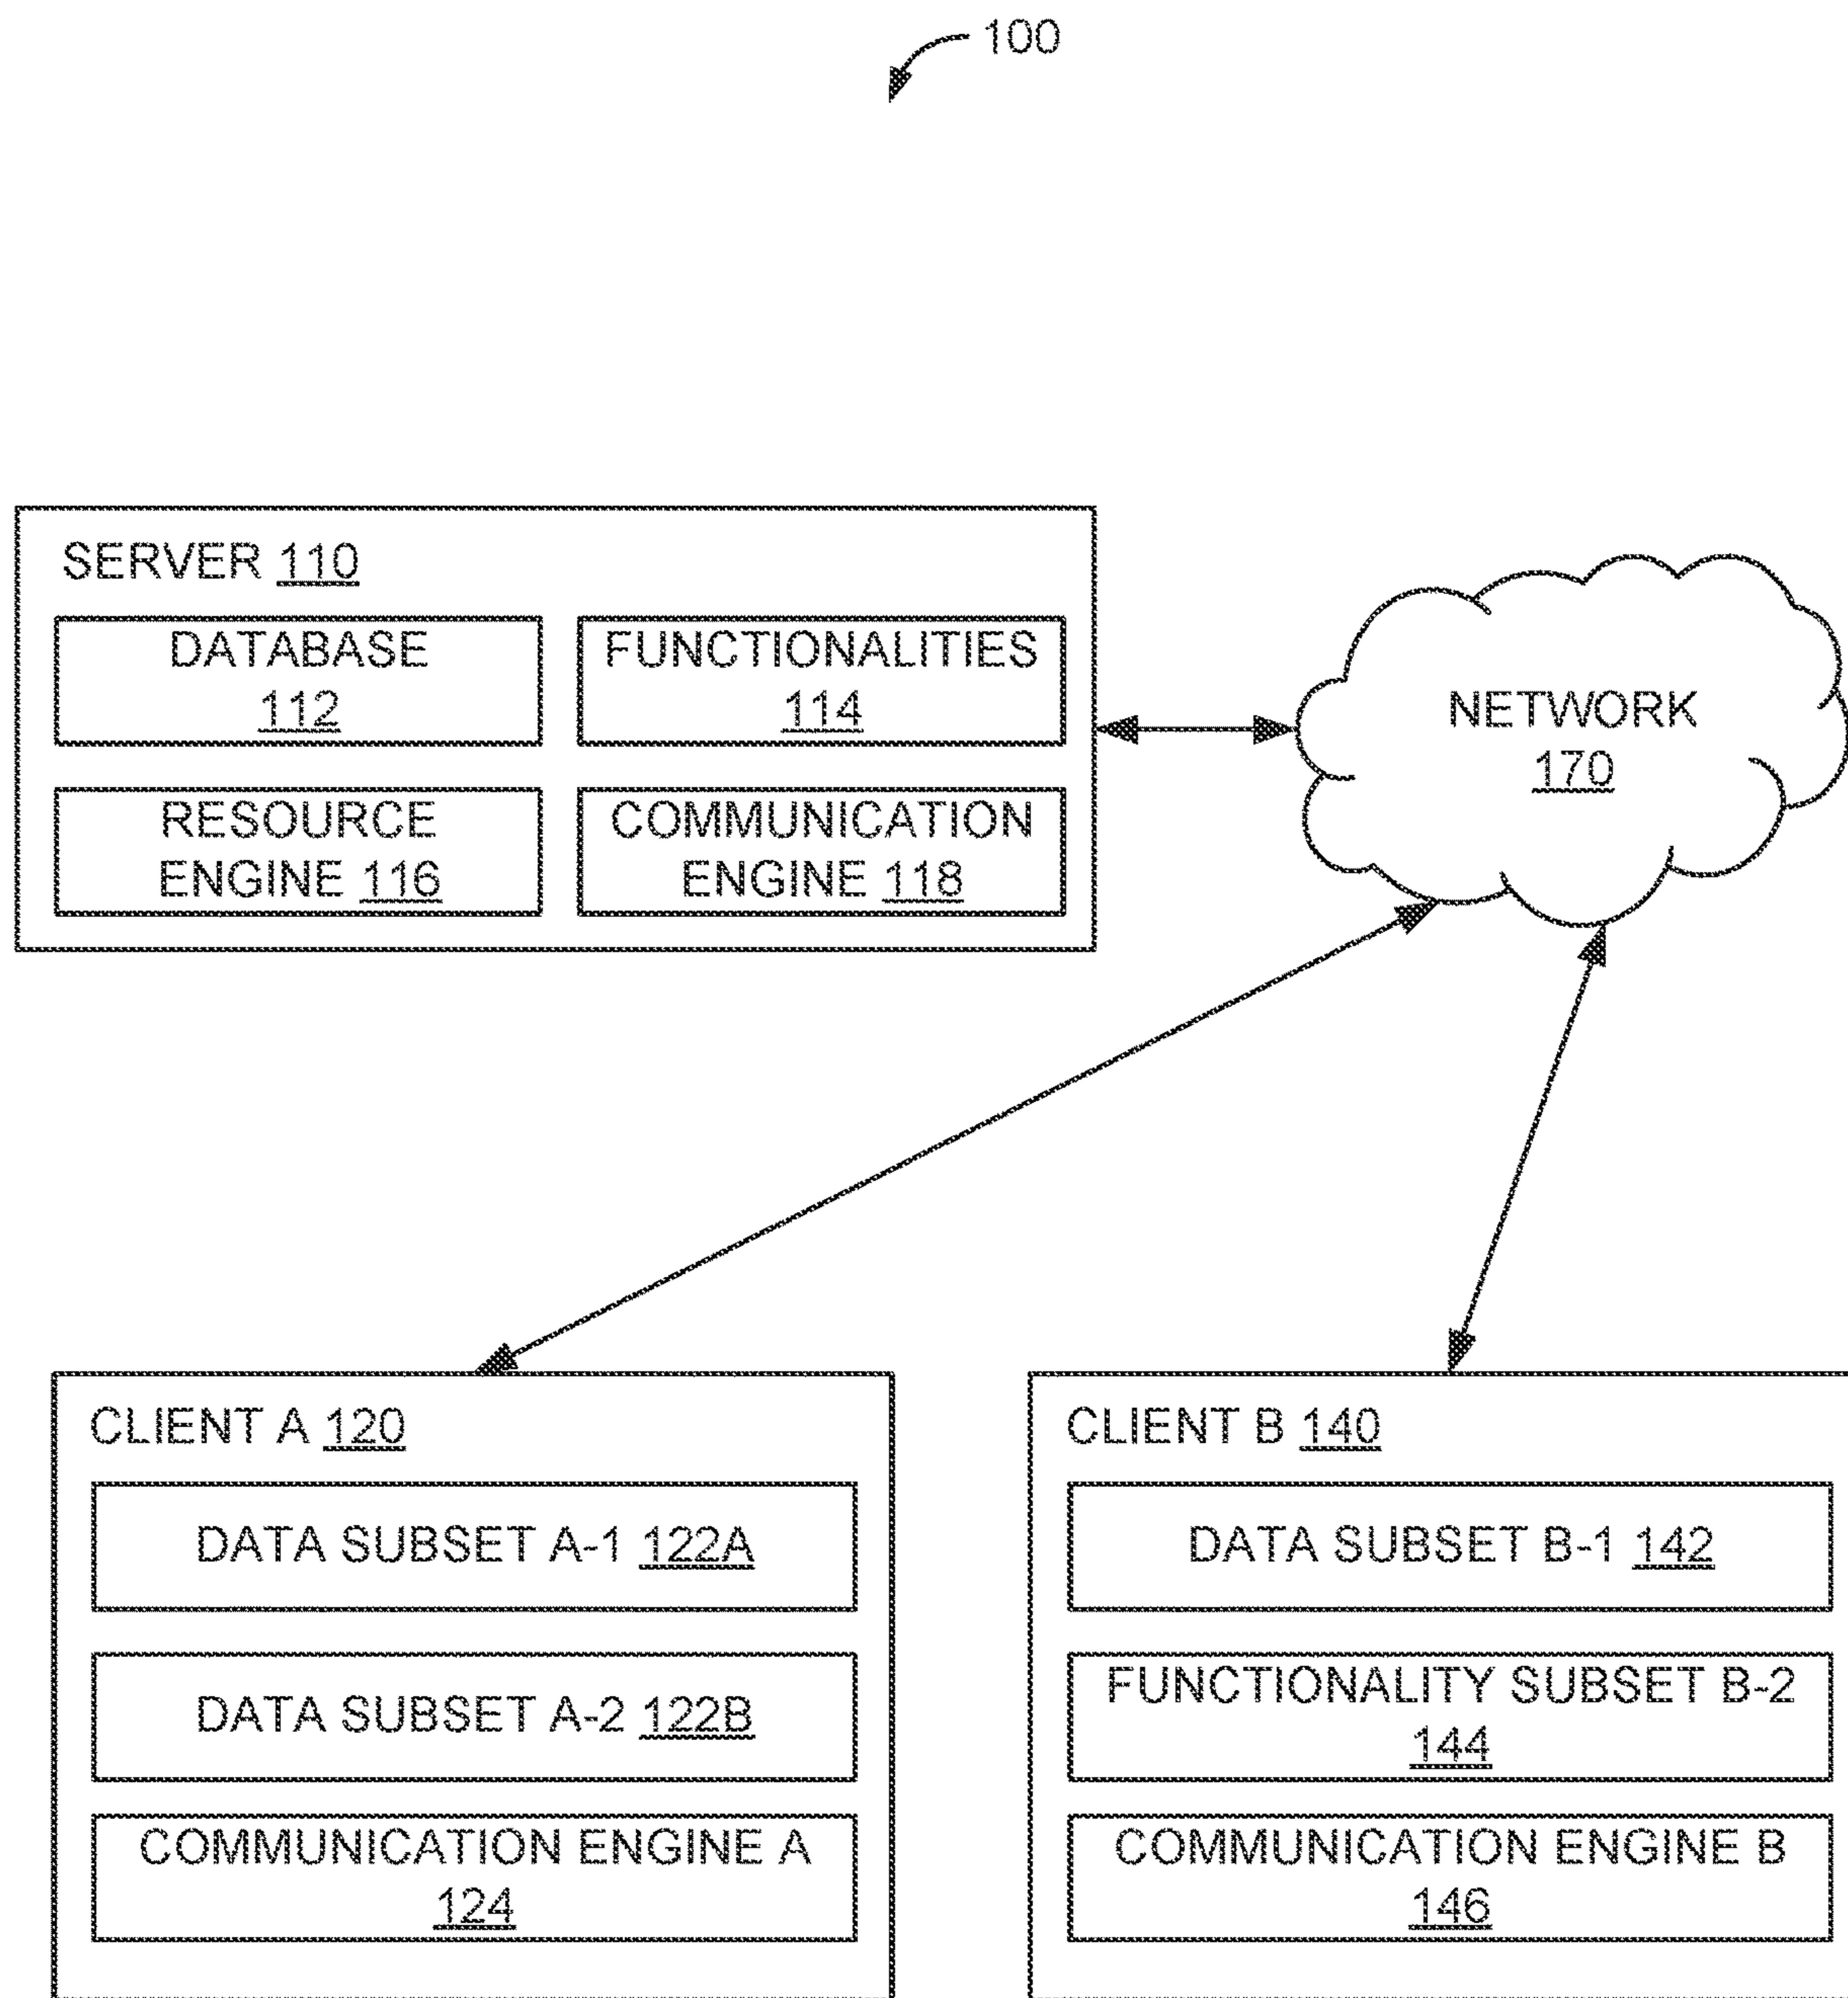 100
SERVER 110
DATABASE
112
FUNCTIONALITIES
114
RESOURCE
ENGINE 116
COMMUNICATION
ENGINE 118
NETWORK
170
CLIENT A 120
DATA SUBSET A-1 122A
DATA SUBSET A-2 122B
COMMUNICATION ENGINE A
124
CLIENT B 140
DATA SUBSET B-1 142
FUNCTIONALITY SUBSET B-2
144
COMMUNICATION ENGINE B
146